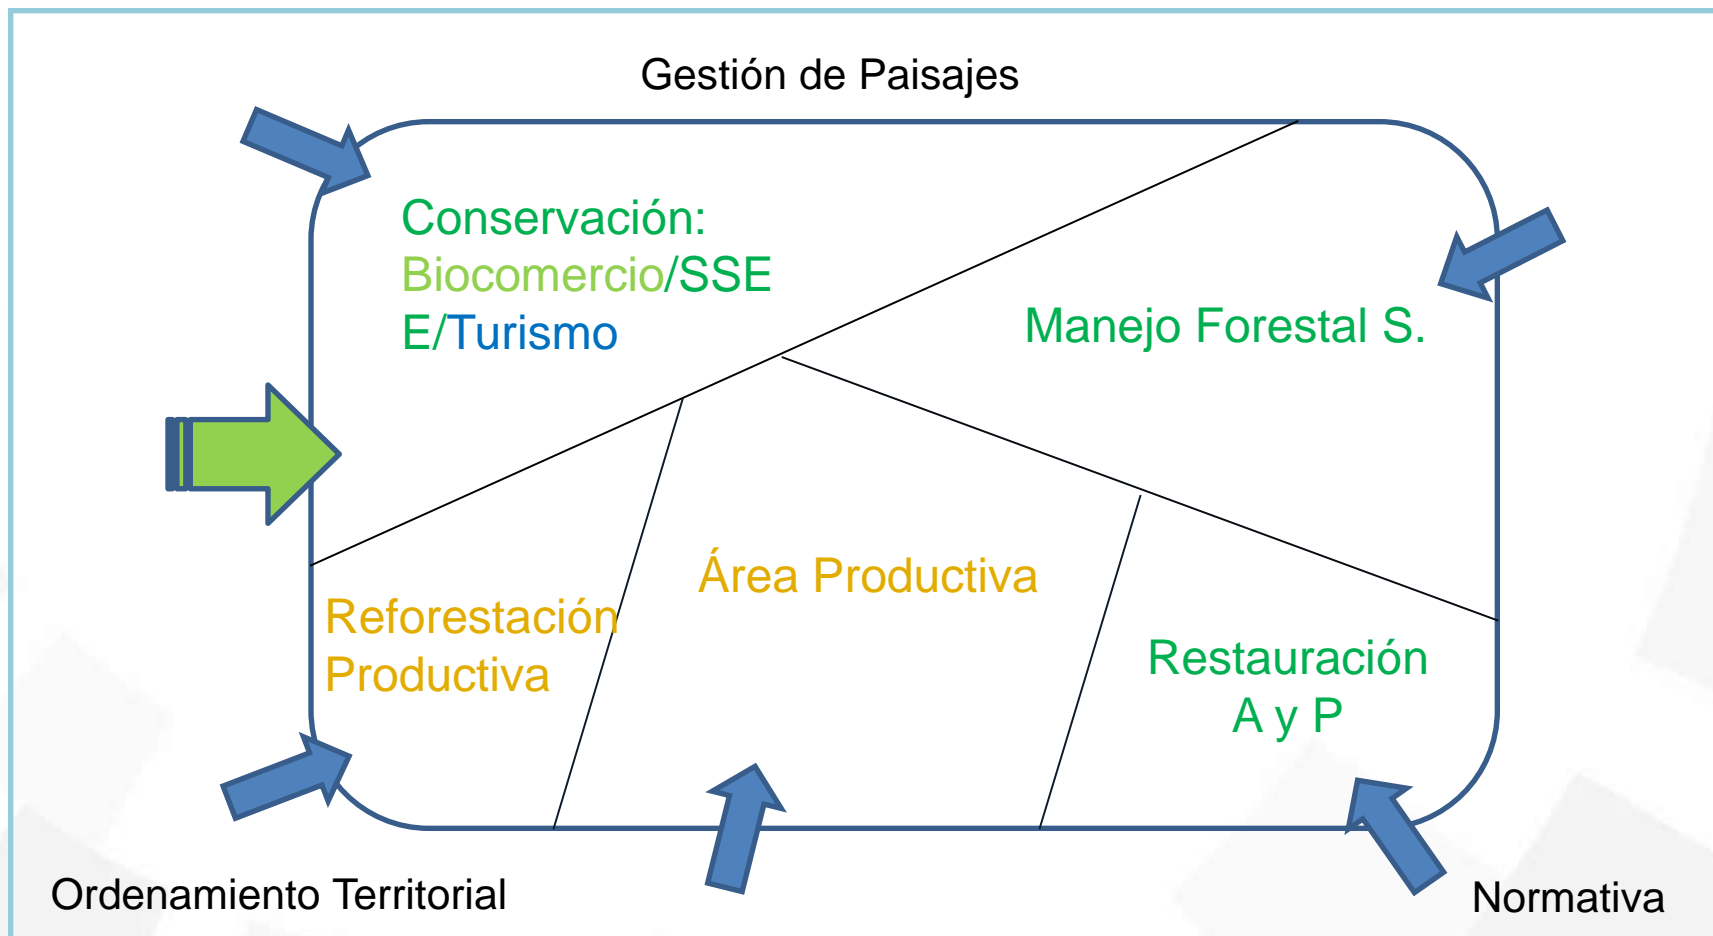 Gestión de Paisajes
Conservación:
Biocomercio/SSE
E/Turismo
Manejo Forestal S.
Área Productiva
Reforestación
Productiva
Restauración
A y P
Ordenamiento Territorial
Normativa